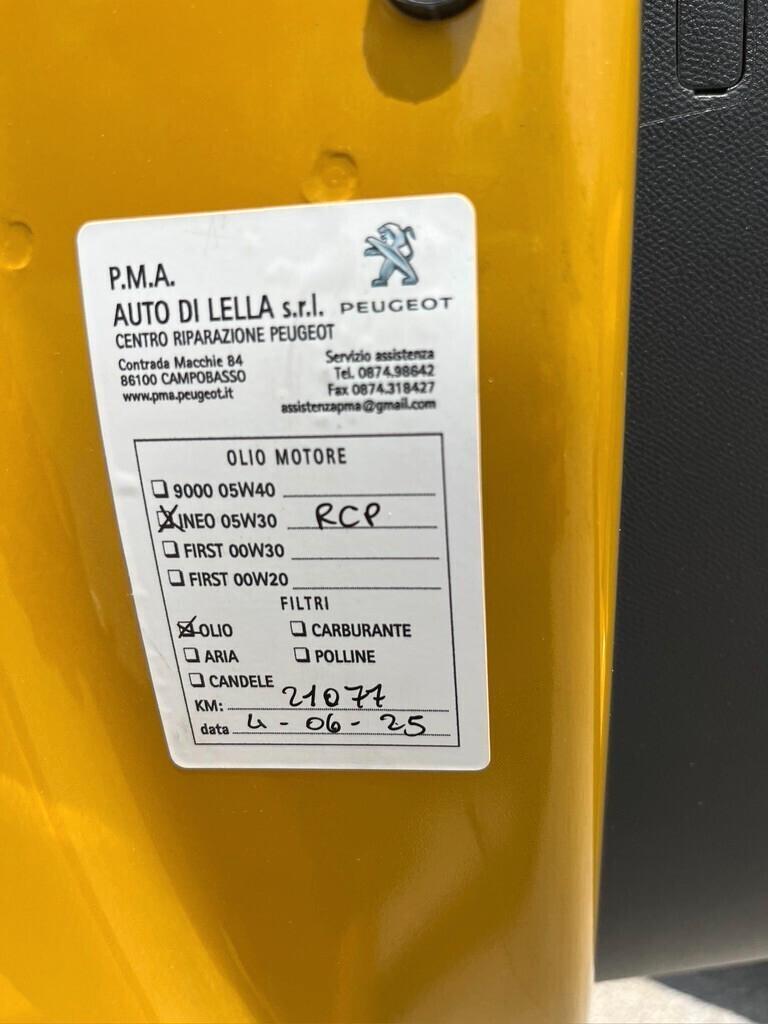 P.M.A.
AUTO DI LELLA s.r.l.
PEUGEOT
CENTRO RIPARAZIONE PEUGEOT
Contrada Macchie 84
86100 CAMPOBASSO
www.pma.peugeot.it
Servizio assistenza
Tel. 0874.98642
Fax 0874.318427
assistenzapma@gmail.com
OLIO MOTORE
9000 05W40
INEO 05W30 RCP
FIRST 00W30
FIRST 00W20
FILTRI
OLIO CARBURANTE
ARIA POLLINE
CANDELE
KM: 21077
data 4-06-25